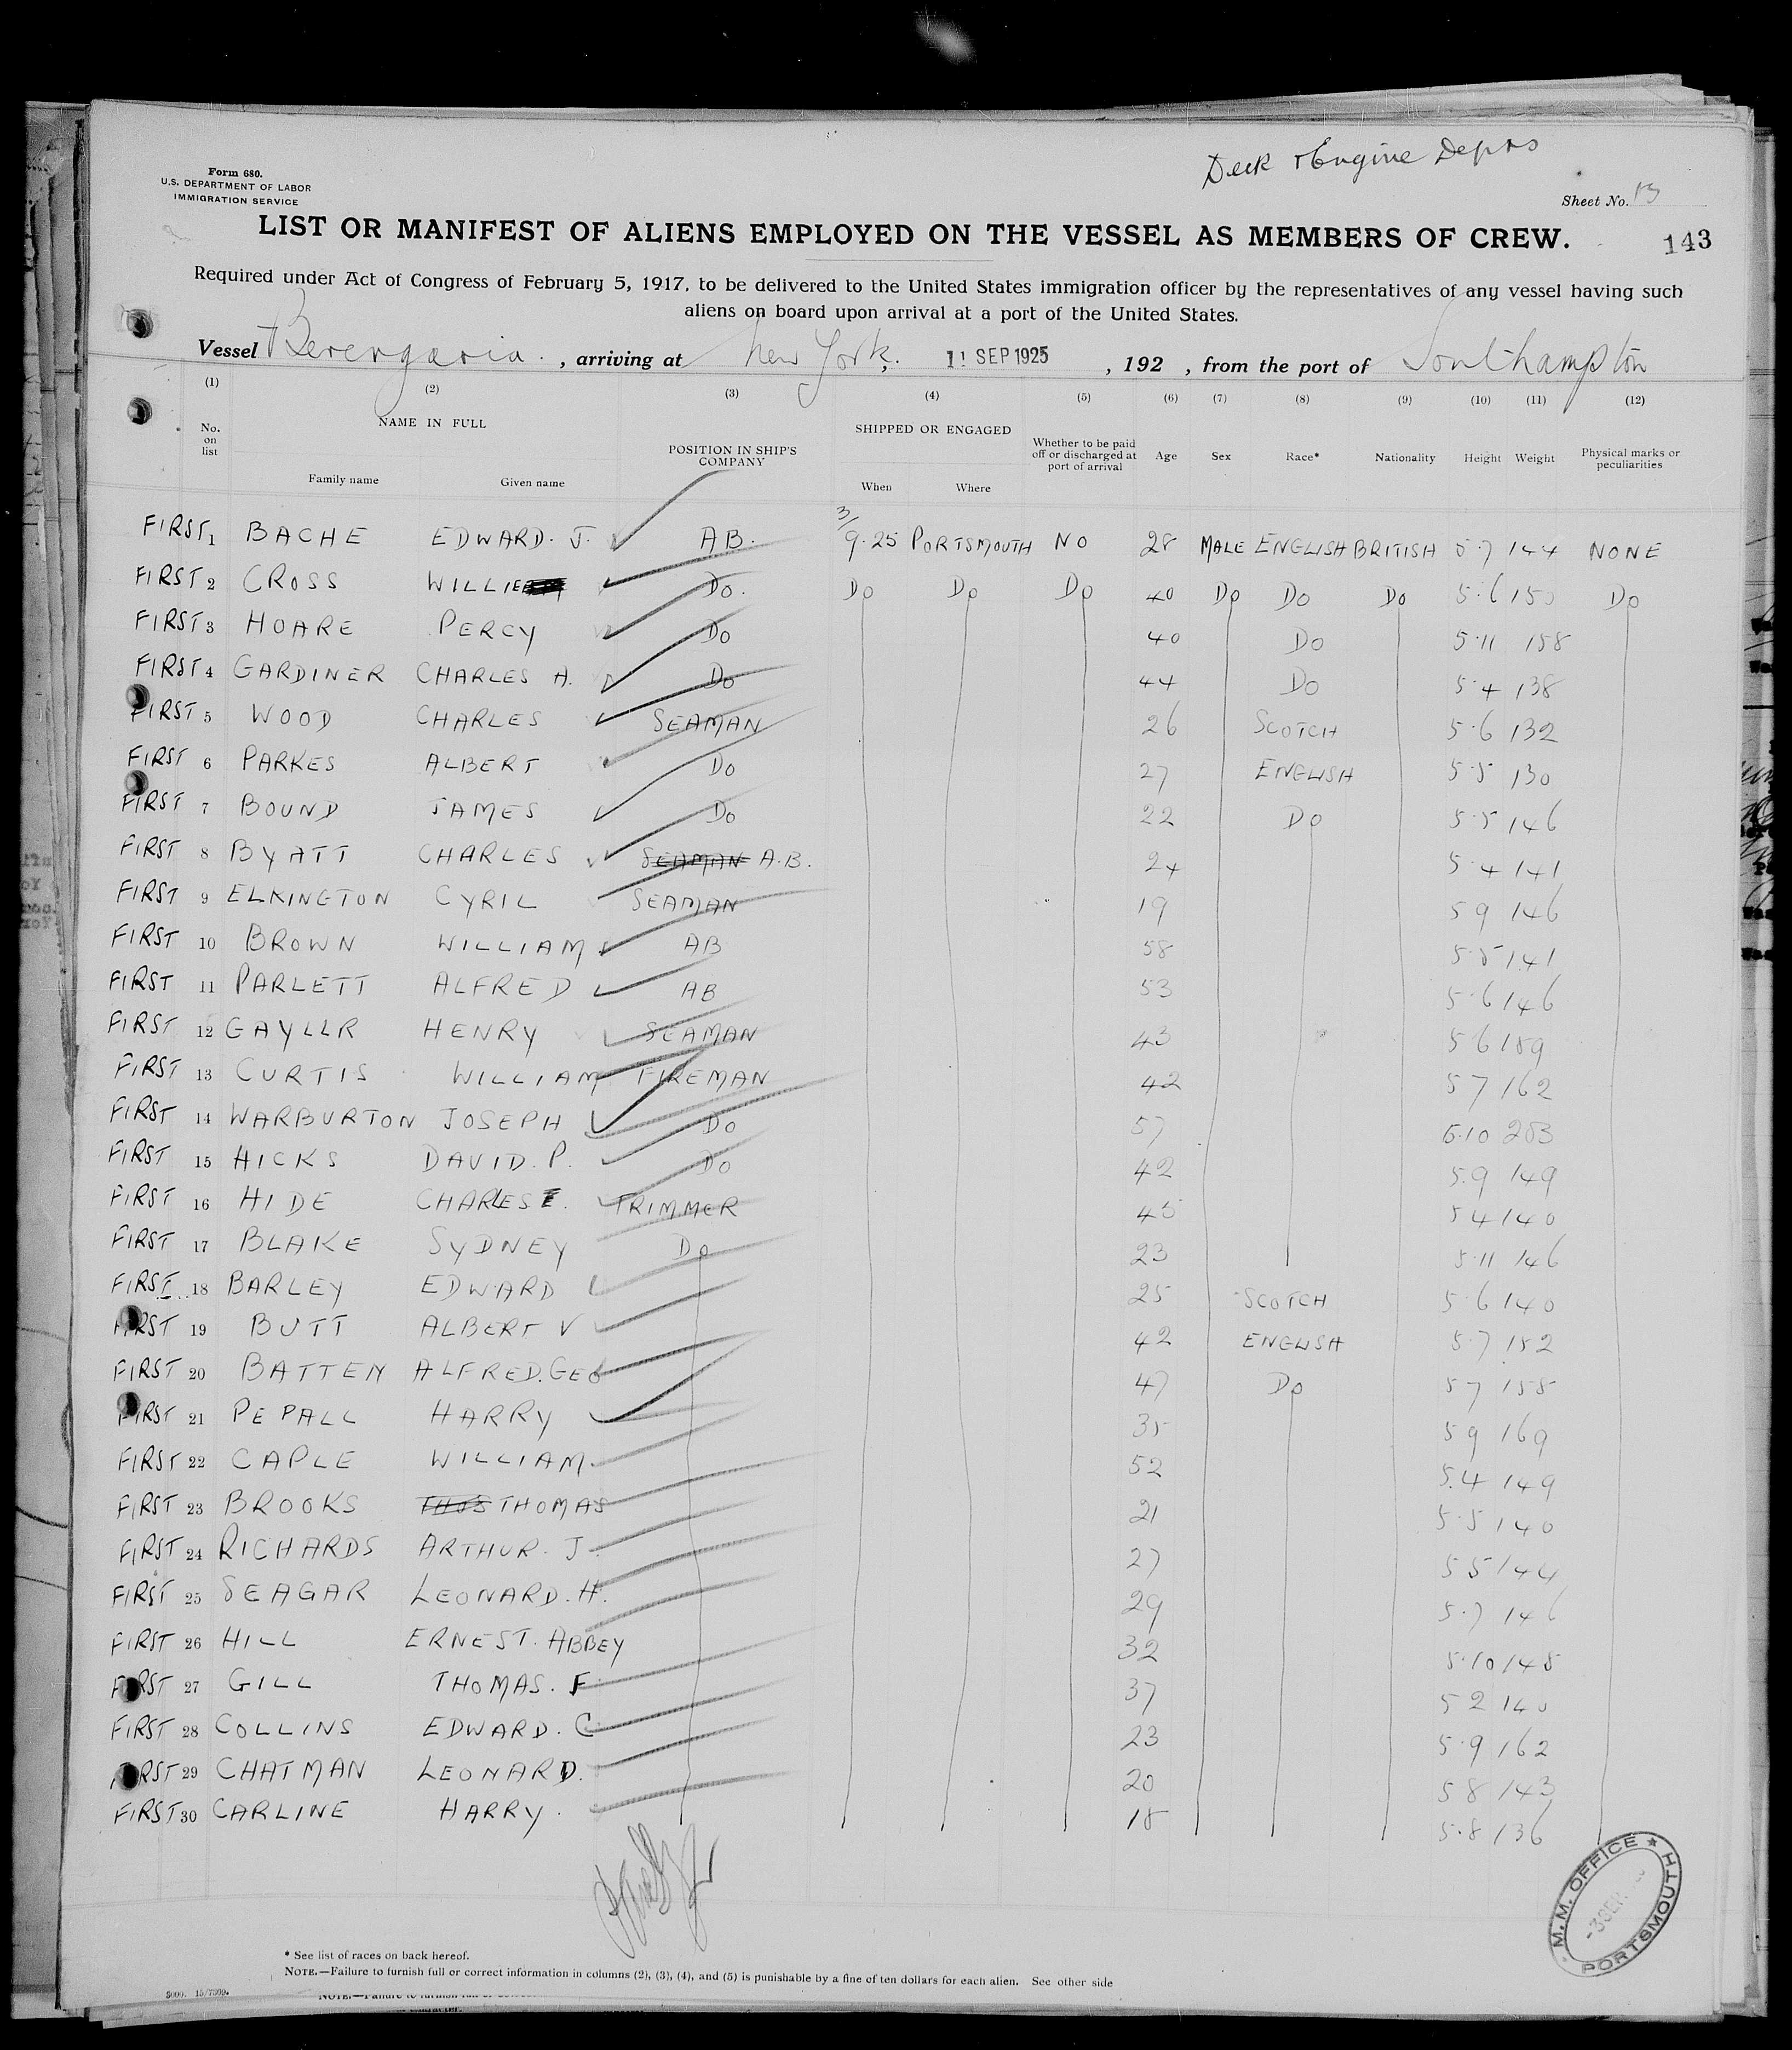 Deck & Engine Depts
Form 680.
U.S. DEPARTMENT OF LABOR
IMMIGRATION SERVICE
Sheet No. 13
LIST OR MANIFEST OF ALIENS EMPLOYED ON THE VESSEL AS MEMBERS OF CREW.
143
Required under Act of Congress of February 5, 1917, to be delivered to the United States immigration officer by the representatives of any vessel having such
aliens on board upon arrival at a port of the United States.
Vessel Berengaria , arriving at New York, 11 SEP 1925 , 192 , from the port of Southampton
(1) (2) (3) (4) (5) (6) (7) (8) (9) (10) (11) (12)
No. on list NAME IN FULL Family name Given name POSITION IN SHIP'S COMPANY SHIPPED OR ENGAGED When Where Whether to be paid off or discharged at port of arrival Age Sex Race* Nationality Height Weight Physical marks or peculiarities
FIRST 1 BACHE EDWARD. J. AB. 3/9.25 PORTSMOUTH NO 28 MALE ENGLISH BRITISH 5.7 144 NONE
FIRST 2 CROSS WILLIE Do. Do Do Do 40 Do Do Do 5.6 150 Do
FIRST 3 HOARE PERCY Do 40 Do 5.11 158
FIRST 4 GARDINER CHARLES A. Do 44 Do 5.4 138
FIRST 5 WOOD CHARLES SEAMAN 26 SCOTCH 5.6 132
FIRST 6 PARKES ALBERT Do 27 ENGLISH 5.5 130
FIRST 7 BOUND JAMES Do 22 Do 5.5 146
FIRST 8 BYATT CHARLES SEAMAN A.B. 24 5.4 141
FIRST 9 ELKINGTON CYRIL SEAMAN 19 5 9 146
FIRST 10 BROWN WILLIAM AB 58 5.5 141
FIRST 11 PARLETT ALFRED AB 53 5.6 146
FIRST 12 GAYLLR HENRY SEAMAN 43 5 6 189
FIRST 13 CURTIS WILLIAM FIREMAN 42 5 7 162
FIRST 14 WARBURTON JOSEPH Do 57 5.10 203
FIRST 15 HICKS DAVID. P. Do 42 5.9 149
FIRST 16 HIDE CHARLES E. TRIMMER 45 5 4 140
FIRST 17 BLAKE SYDNEY Do 23 5.11 146
FIRST 18 BARLEY EDWARD 25 SCOTCH 5.6 140
FIRST 19 BUTT ALBERT V 42 ENGLISH 5.7 152
FIRST 20 BATTEN ALFRED. GEO 47 Do 5 7 155
FIRST 21 PEPALL HARRY 35 5 9 169
FIRST 22 CAPLE WILLIAM. 52 5.4 149
FIRST 23 BROOKS THOS THOMAS 21 5.5 140
FIRST 24 RICHARDS ARTHUR. J. 27 5 5 144
FIRST 25 SEAGAR LEONARD. H. 29 5.7 146
FIRST 26 HILL ERNEST. ABBEY 32 5.10 145
FIRST 27 GILL THOMAS. F 37 5 2 140
FIRST 28 COLLINS EDWARD. C 23 5.9 162
FIRST 29 CHATMAN LEONARD. 20 5 8 143
FIRST 30 CARLINE HARRY. 18 5.8 136
M. M. OFFICE PORTSMOUTH -3 SEP
* See list of races on back hereof.
NOTE.—Failure to furnish full or correct information in columns (2), (3), (4), and (5) is punishable by a fine of ten dollars for each alien. See other side
5000. 15/7309.